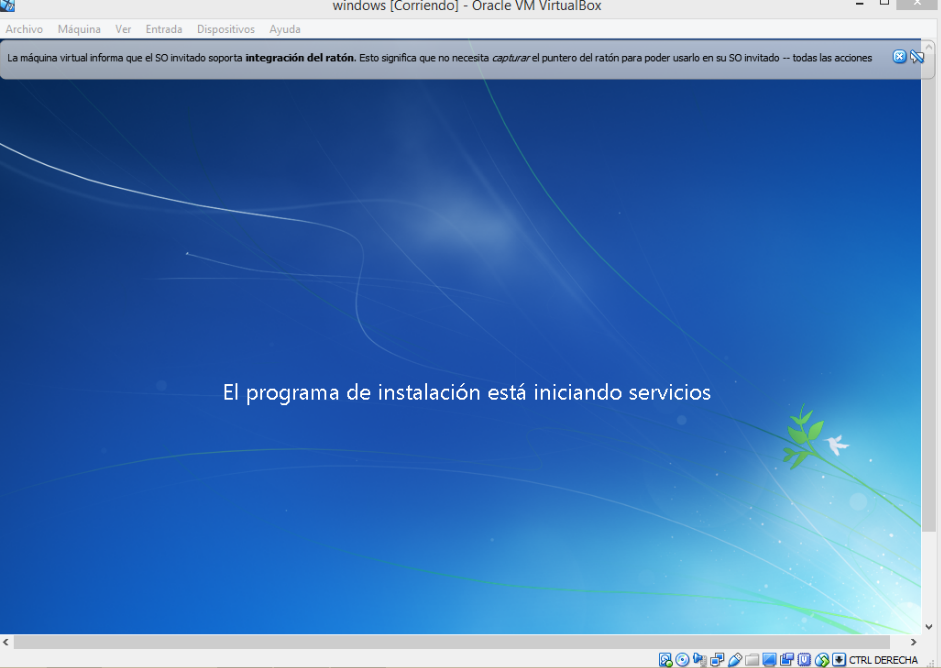 windows [Corriendo] - Oracle VM VirtualBox
Archivo Máquina Ver Entrada Dispositivos Ayuda
La máquina virtual informa que el SO invitado soporta integración del ratón. Esto significa que no necesita capturar el puntero del ratón para poder usarlo en su SO invitado -- todas las acciones
El programa de instalación está iniciando servicios
CTRL DERECHA